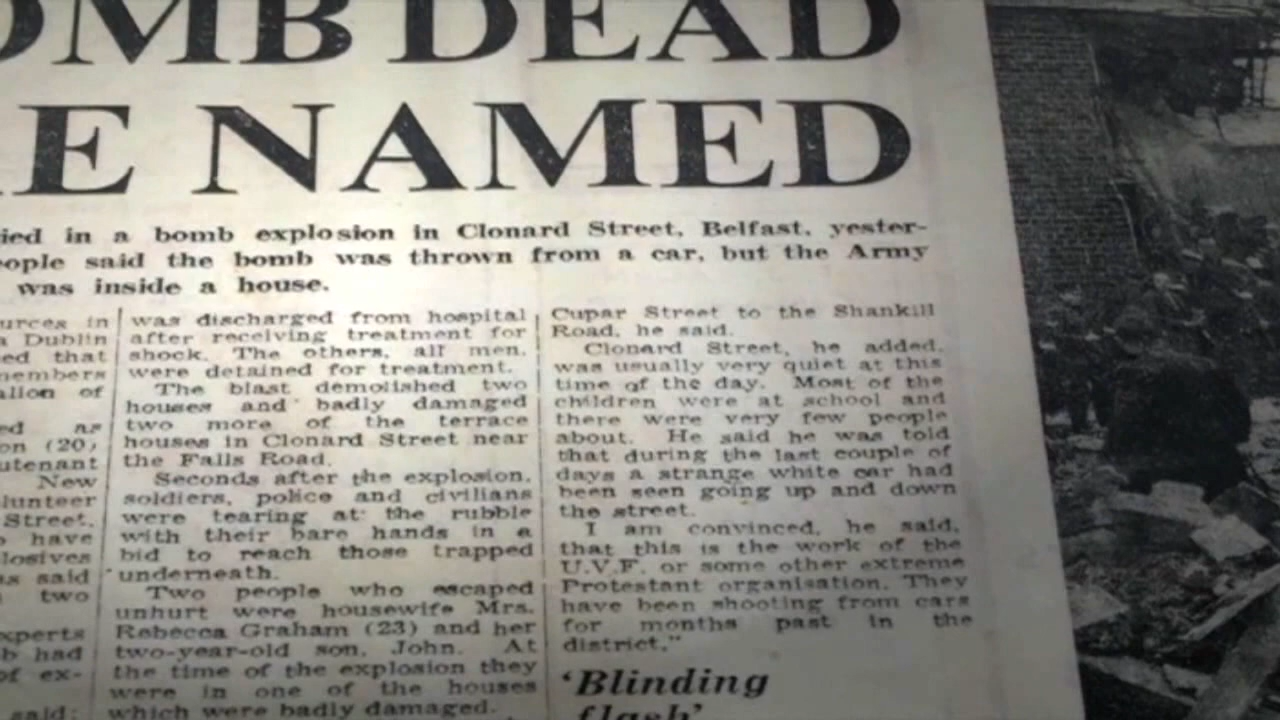 OMB DEAD
E NAMED
ied in a bomb explosion in Clonard Street, Belfast, yester-
eople said the bomb was thrown from a car, but the Army
was inside a house.
urces in
a Dublin
ed that
members
alion of
ed as
on (20)
utenant
New
lunteer
Street,
o have
losives
as said
two
xperts
b had
of ex-
said:
was discharged from hospital
after receiving treatment for
shock. The others, all men,
were detained for treatment.
The blast demolished two
houses and badly damaged
two more of the terrace
houses in Clonard Street near
the Falls Road.
Seconds after the explosion,
soldiers, police and civilians
were tearing at the rubble
with their bare hands in a
bid to reach those trapped
underneath.
Two people who escaped
unhurt were housewife Mrs.
Rebecca Graham (23) and her
two-year-old son, John. At
the time of the explosion they
were in one of the houses
which were badly damaged.
Cupar Street to the Shankill
Road, he said.
Clonard Street, he added,
was usually very quiet at this
time of the day. Most of the
children were at school and
there were very few people
about. He said he was told
that during the last couple of
days a strange white car had
been seen going up and down
the street.
I am convinced, he said,
that this is the work of the
U.V.F. or some other extreme
Protestant organisation. They
have been shooting from cars
for months past in the
district."
'Blinding
flash'